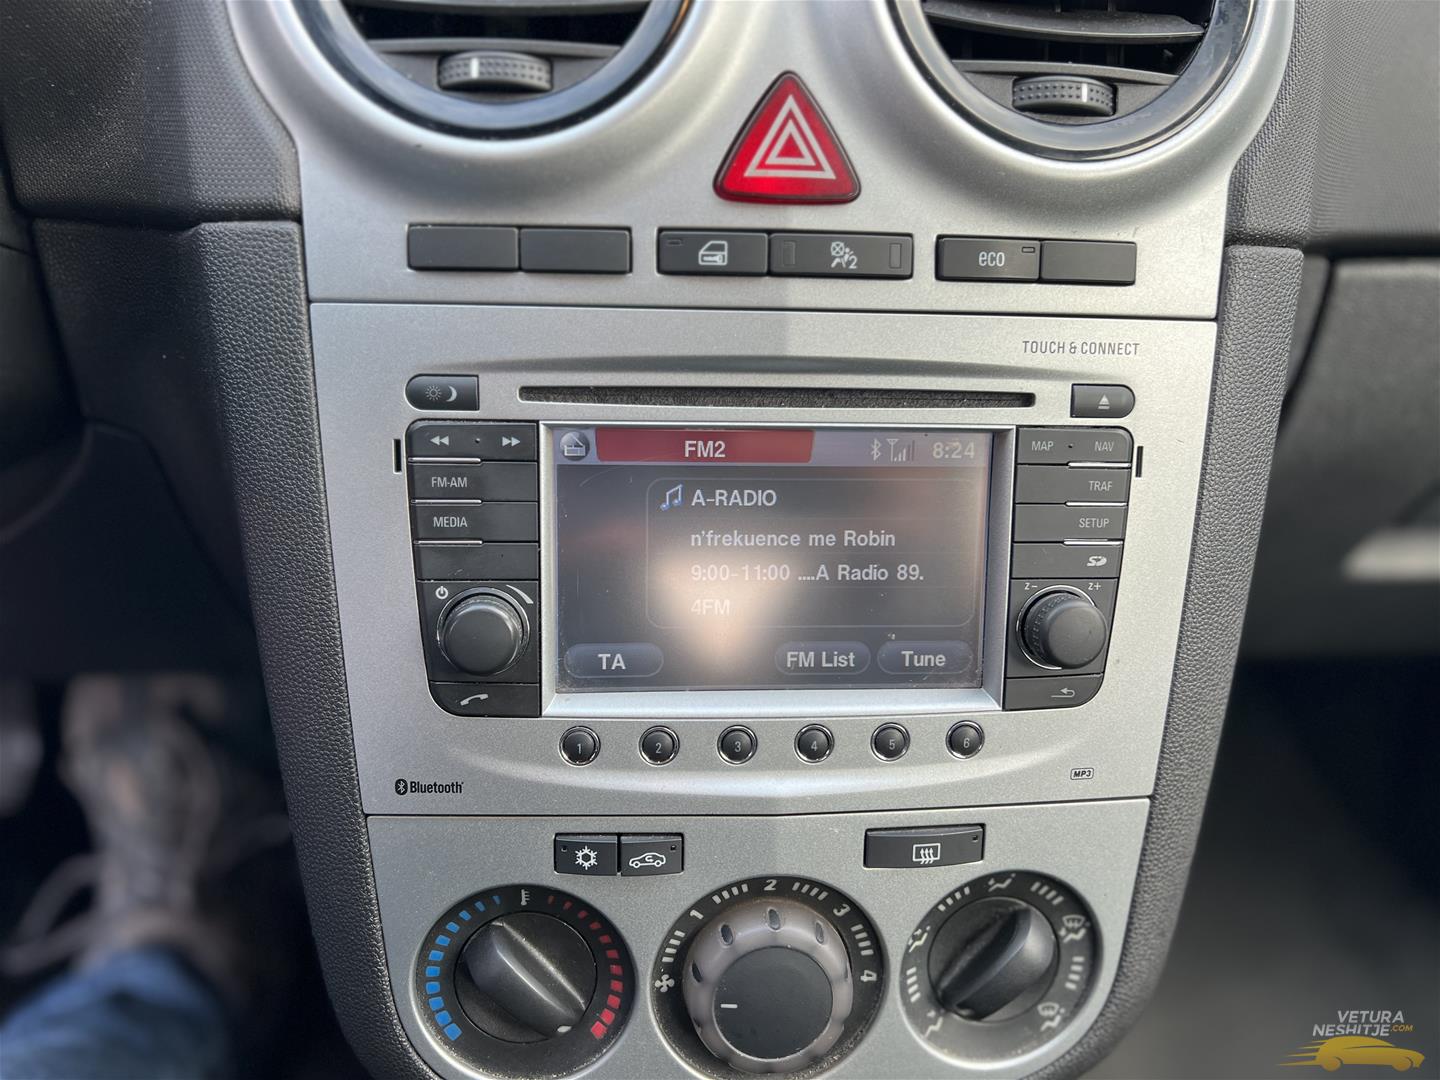 2
eco
TOUCH & CONNECT
FM2
8:24
MAP
NAV
FM-AM
TRAF
A-RADIO
MEDIA
SETUP
n'frekuence me Robin
9:00-11:00 ....A Radio 89.
4FM
SD
z-
z+
TA
FM List
Tune
1
2
3
4
5
6
Bluetooth
MP3
1
2
3
4
VETURA
NESHITJE.COM